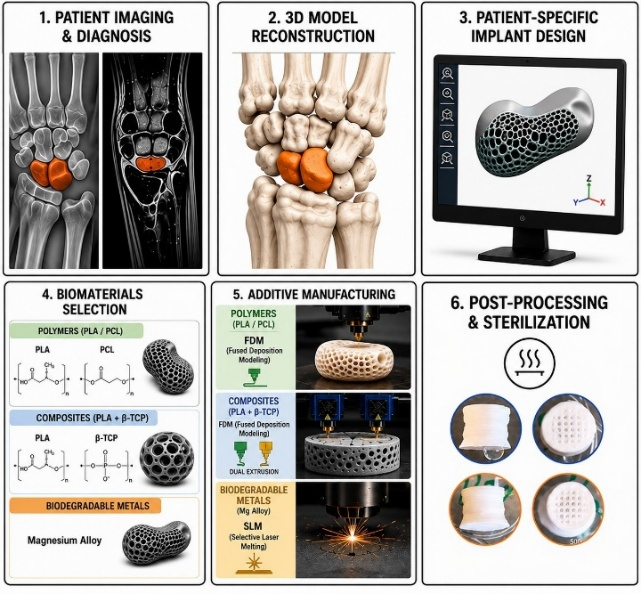 1. PATIENT IMAGING
& DIAGNOSIS
2. 3D MODEL
RECONSTRUCTION
3. PATIENT-SPECIFIC
IMPLANT DESIGN
Z
Y
X
4. BIOMATERIALS
SELECTION
POLYMERS (PLA / PCL)
PLA
PCL
COMPOSITES (PLA + β-TCP)
PLA
β-TCP
BIODEGRADABLE METALS
Magnesium Alloy
5. ADDITIVE MANUFACTURING
POLYMERS
(PLA / PCL)
FDM
(Fused Deposition
Modeling)
COMPOSITES
(PLA + β-TCP)
FDM (Fused Deposition
Modeling)
DUAL EXTRUSION
BIODEGRADABLE
METALS
(Mg Alloy)
SLM
(Selective Laser
Melting)
6. POST-PROCESSING
& STERILIZATION